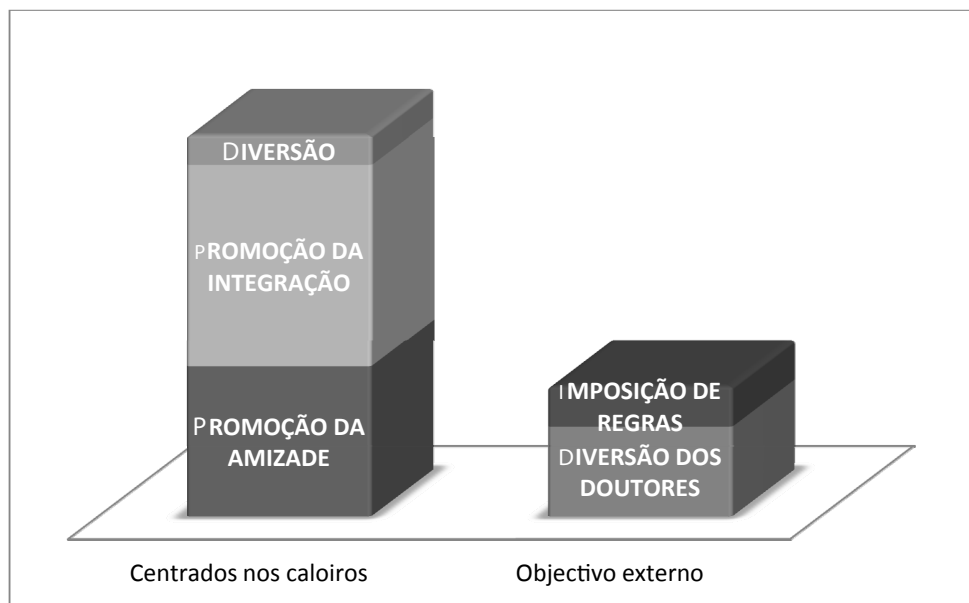 DIVERSÃO
PROMOÇÃO DA
INTEGRAÇÃO
PROMOÇÃO DA
AMIZADE
IMPOSIÇÃO DE
REGRAS
DIVERSÃO DOS
DOUTORES
Centrados nos caloiros
Objectivo externo